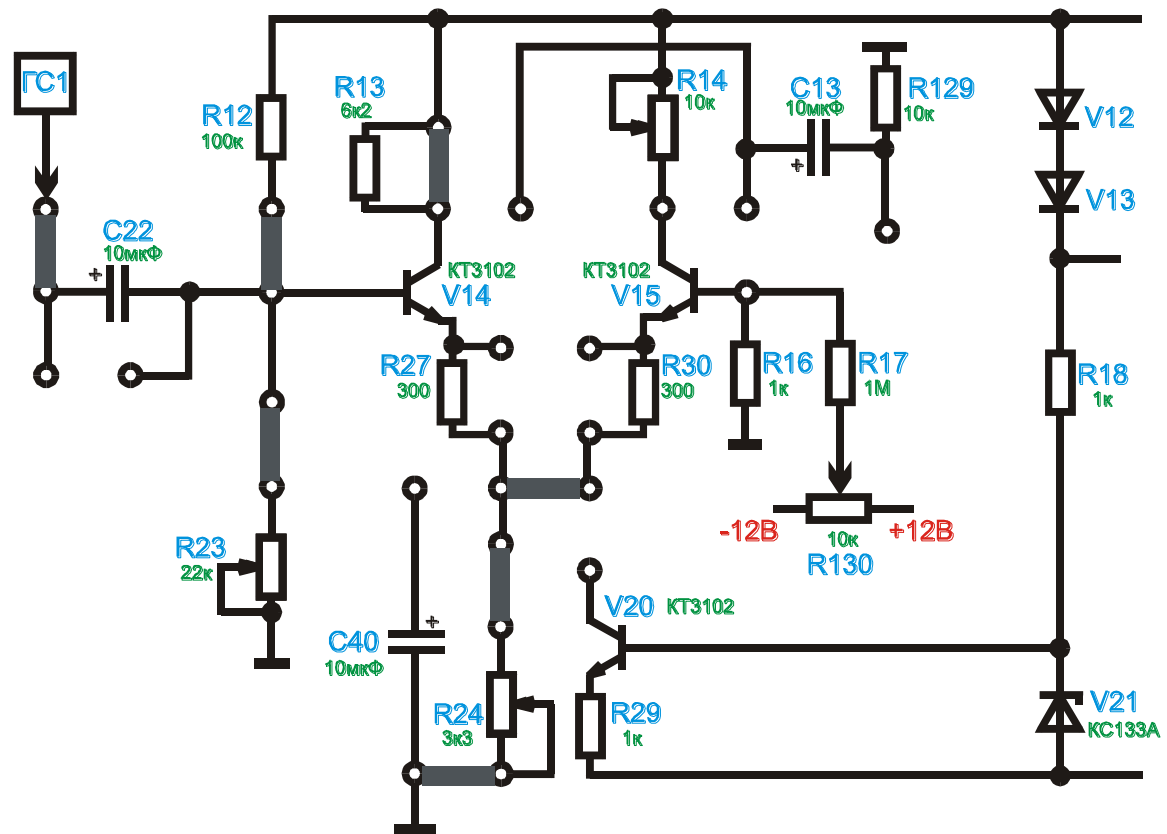 ГС1
R12
100к
R13
6к2
R14
10к
C13
10мкФ
+
R129
10к
V12
V13
C22
10мкФ
+
КТ3102
V14
КТ3102
V15
R27
300
R30
300
R16
1к
R17
1М
R18
1к
-12В
+12В
10к
R130
R23
22к
V20
КТ3102
C40
10мкФ
+
R24
3к3
R29
1к
V21
КС133А